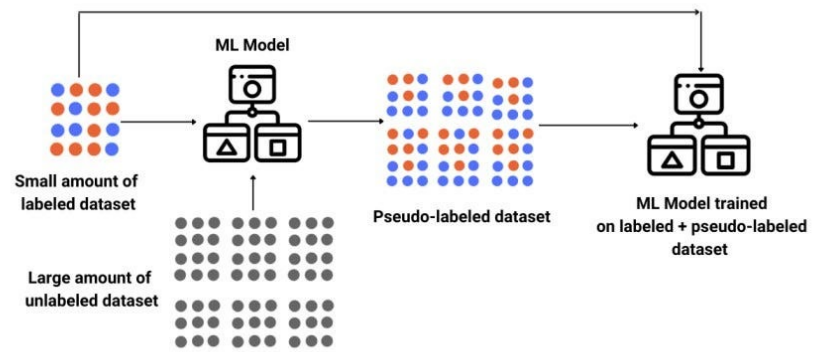 ML Model
Small amount of
labeled dataset
Large amount of
unlabeled dataset
Pseudo-labeled dataset
ML Model trained
on labeled + pseudo-labeled
dataset